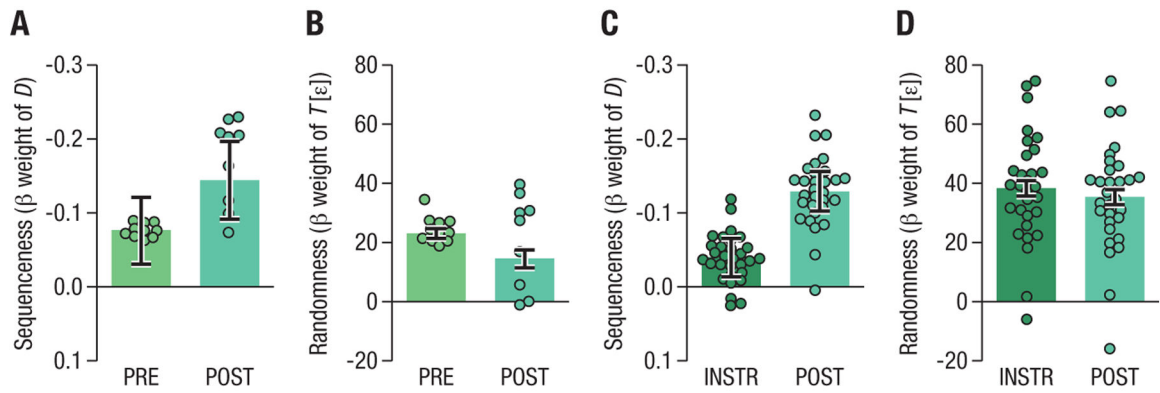 A
Sequenceness (β weight of D)
-0.3
-0.2
-0.1
0.0
0.1
PRE
POST
B
Randomness (β weight of T[ε])
80
60
40
20
0
-20
PRE
POST
C
Sequenceness (β weight of D)
-0.3
-0.2
-0.1
0.0
0.1
INSTR
POST
D
Randomness (β weight of T[ε])
80
60
40
20
0
-20
INSTR
POST